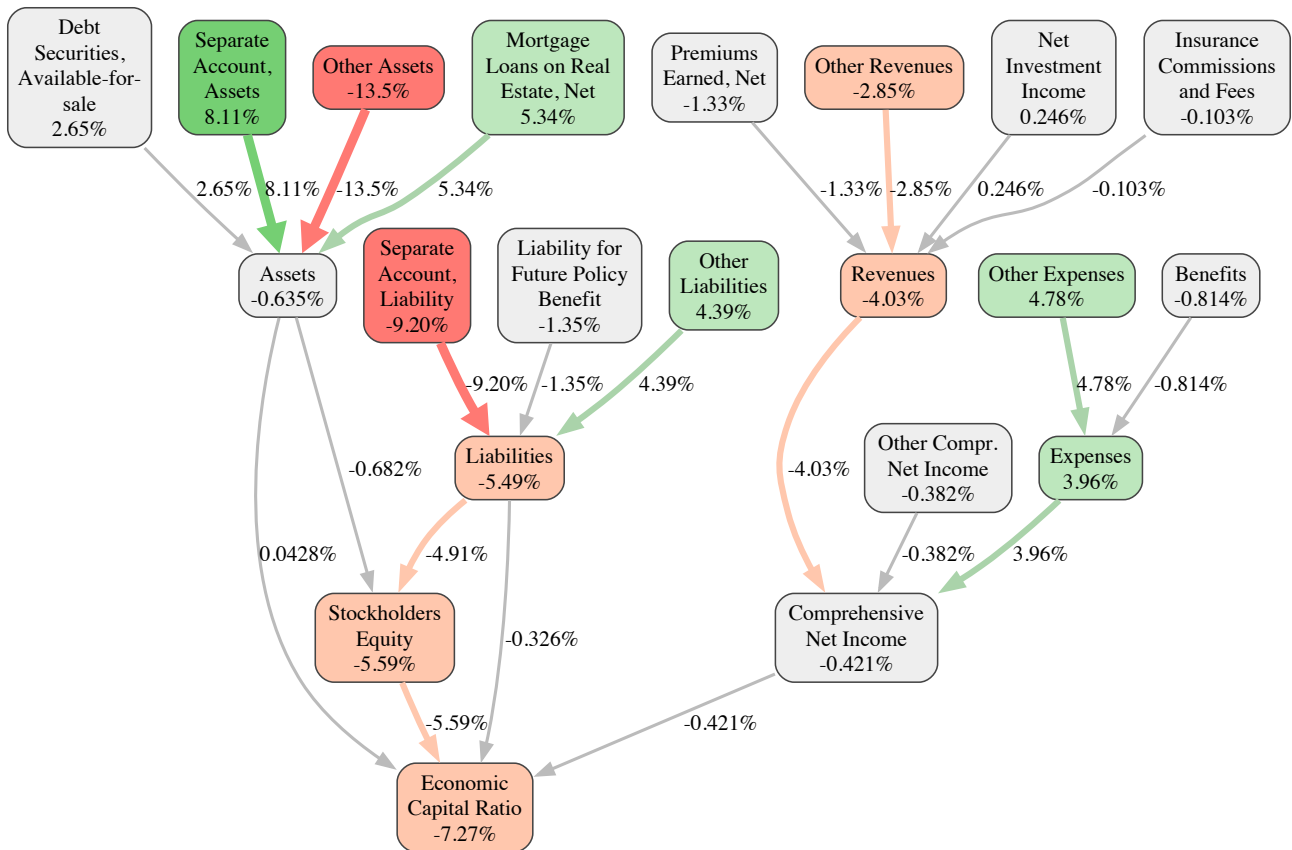 Debt
Securities,
Available-for-
sale
2.65%
Separate
Account,
Assets
8.11%
Other Assets
-13.5%
Mortgage
Loans on Real
Estate, Net
5.34%
Premiums
Earned, Net
-1.33%
Other Revenues
-2.85%
Net
Investment
Income
0.246%
Insurance
Commissions
and Fees
-0.103%
2.65%
8.11%
-13.5%
5.34%
-1.33%
-2.85%
0.246%
-0.103%
Assets
-0.635%
Separate
Account,
Liability
-9.20%
Liability for
Future Policy
Benefit
-1.35%
Other
Liabilities
4.39%
Revenues
-4.03%
Other Expenses
4.78%
Benefits
-0.814%
-9.20%
-1.35%
4.39%
4.78%
-0.814%
-0.682%
Liabilities
-5.49%
-4.03%
Other Compr.
Net Income
-0.382%
Expenses
3.96%
0.0428%
-4.91%
-0.382%
3.96%
Stockholders
Equity
-5.59%
-0.326%
Comprehensive
Net Income
-0.421%
-5.59%
-0.421%
Economic
Capital Ratio
-7.27%